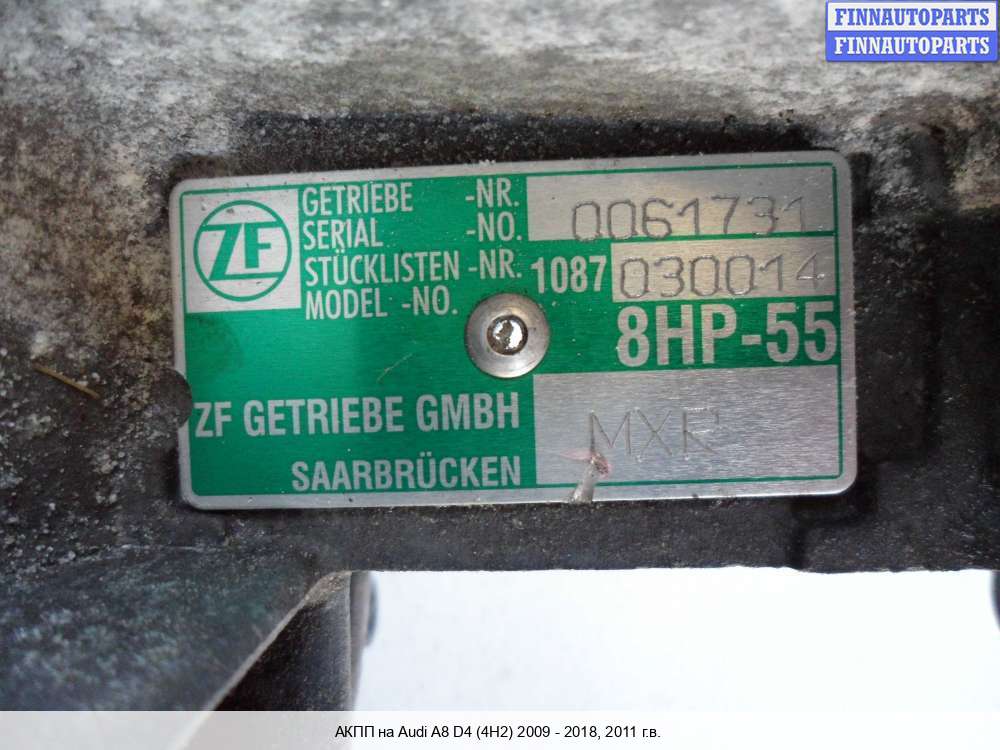 FINNAUTOPARTS
FINNAUTOPARTS
ZF
GETRIEBE -NR. 0061731
SERIAL -NO.
STÜCKLISTEN -NR. 1087 030014
MODEL -NO.
8HP-55
ZF GETRIEBE GMBH MXR
SAARBRÜCKEN
АКПП на Audi A8 D4 (4H2) 2009 - 2018, 2011 г.в.